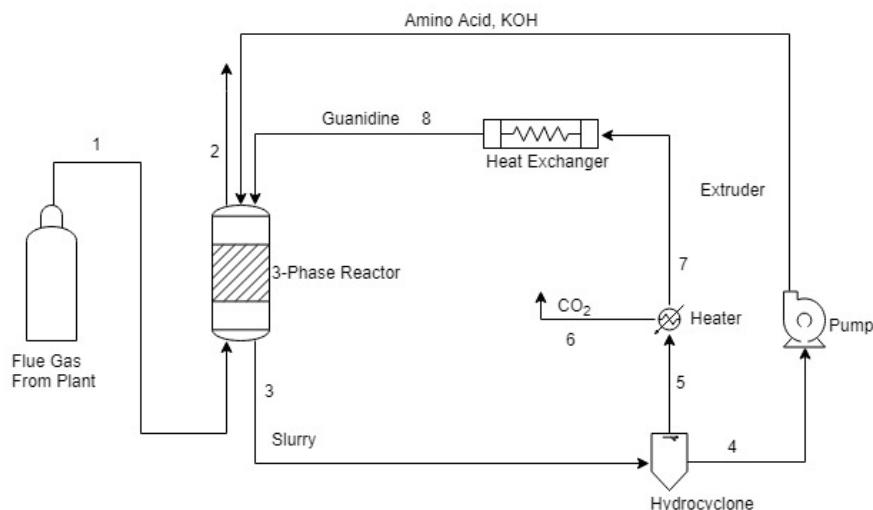 Amino Acid, KOH
Guanidine 8
1
2
Heat Exchanger
Extruder
3-Phase Reactor
7
CO2
Heater
6
Pump
Flue Gas
From Plant
3
5
Slurry
4
Hydrocyclone